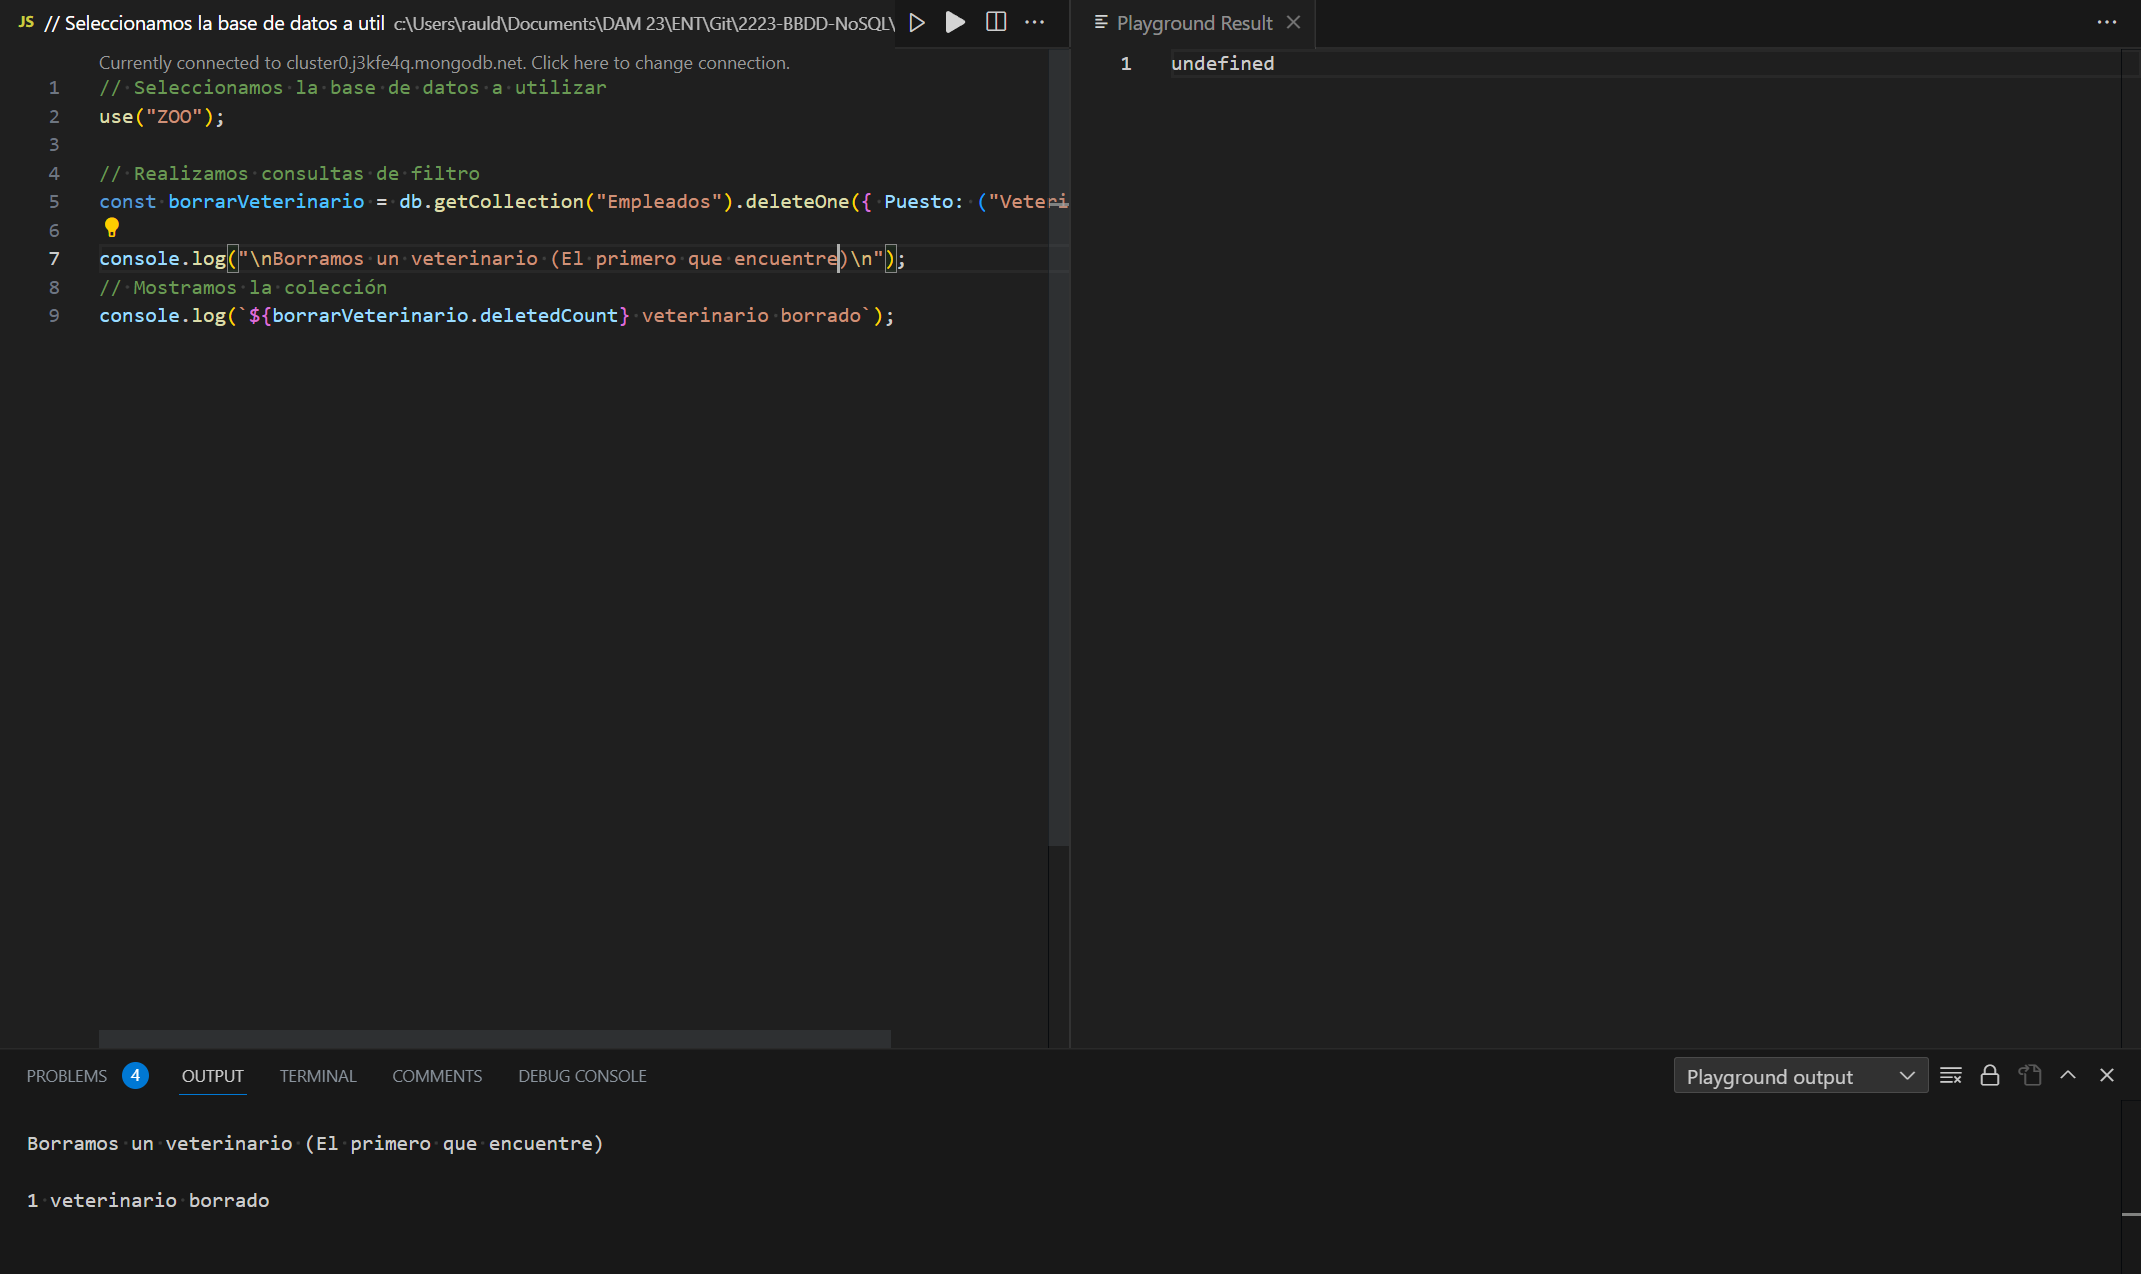 JS // Seleccionamos la base de datos a util c:\Users\rauld\Documents\DAM 23\ENT\Git\2223-BBDD-NoSQL\
Playground Result
Currently connected to cluster0.j3kfe4q.mongodb.net. Click here to change connection.
1 // Seleccionamos la base de datos a utilizar
2 use("ZOO");
3
4 // Realizamos consultas de filtro
5 const borrarVeterinario = db.getCollection("Empleados").deleteOne({ Puesto: ("Veteri
6
7 console.log("\nBorramos un veterinario (El primero que encuentre)\n");
8 // Mostramos la colección
9 console.log(`${borrarVeterinario.deletedCount} veterinario borrado`);
1 undefined
PROBLEMS 4 OUTPUT TERMINAL COMMENTS DEBUG CONSOLE
Playground output
Borramos un veterinario (El primero que encuentre)
1 veterinario borrado